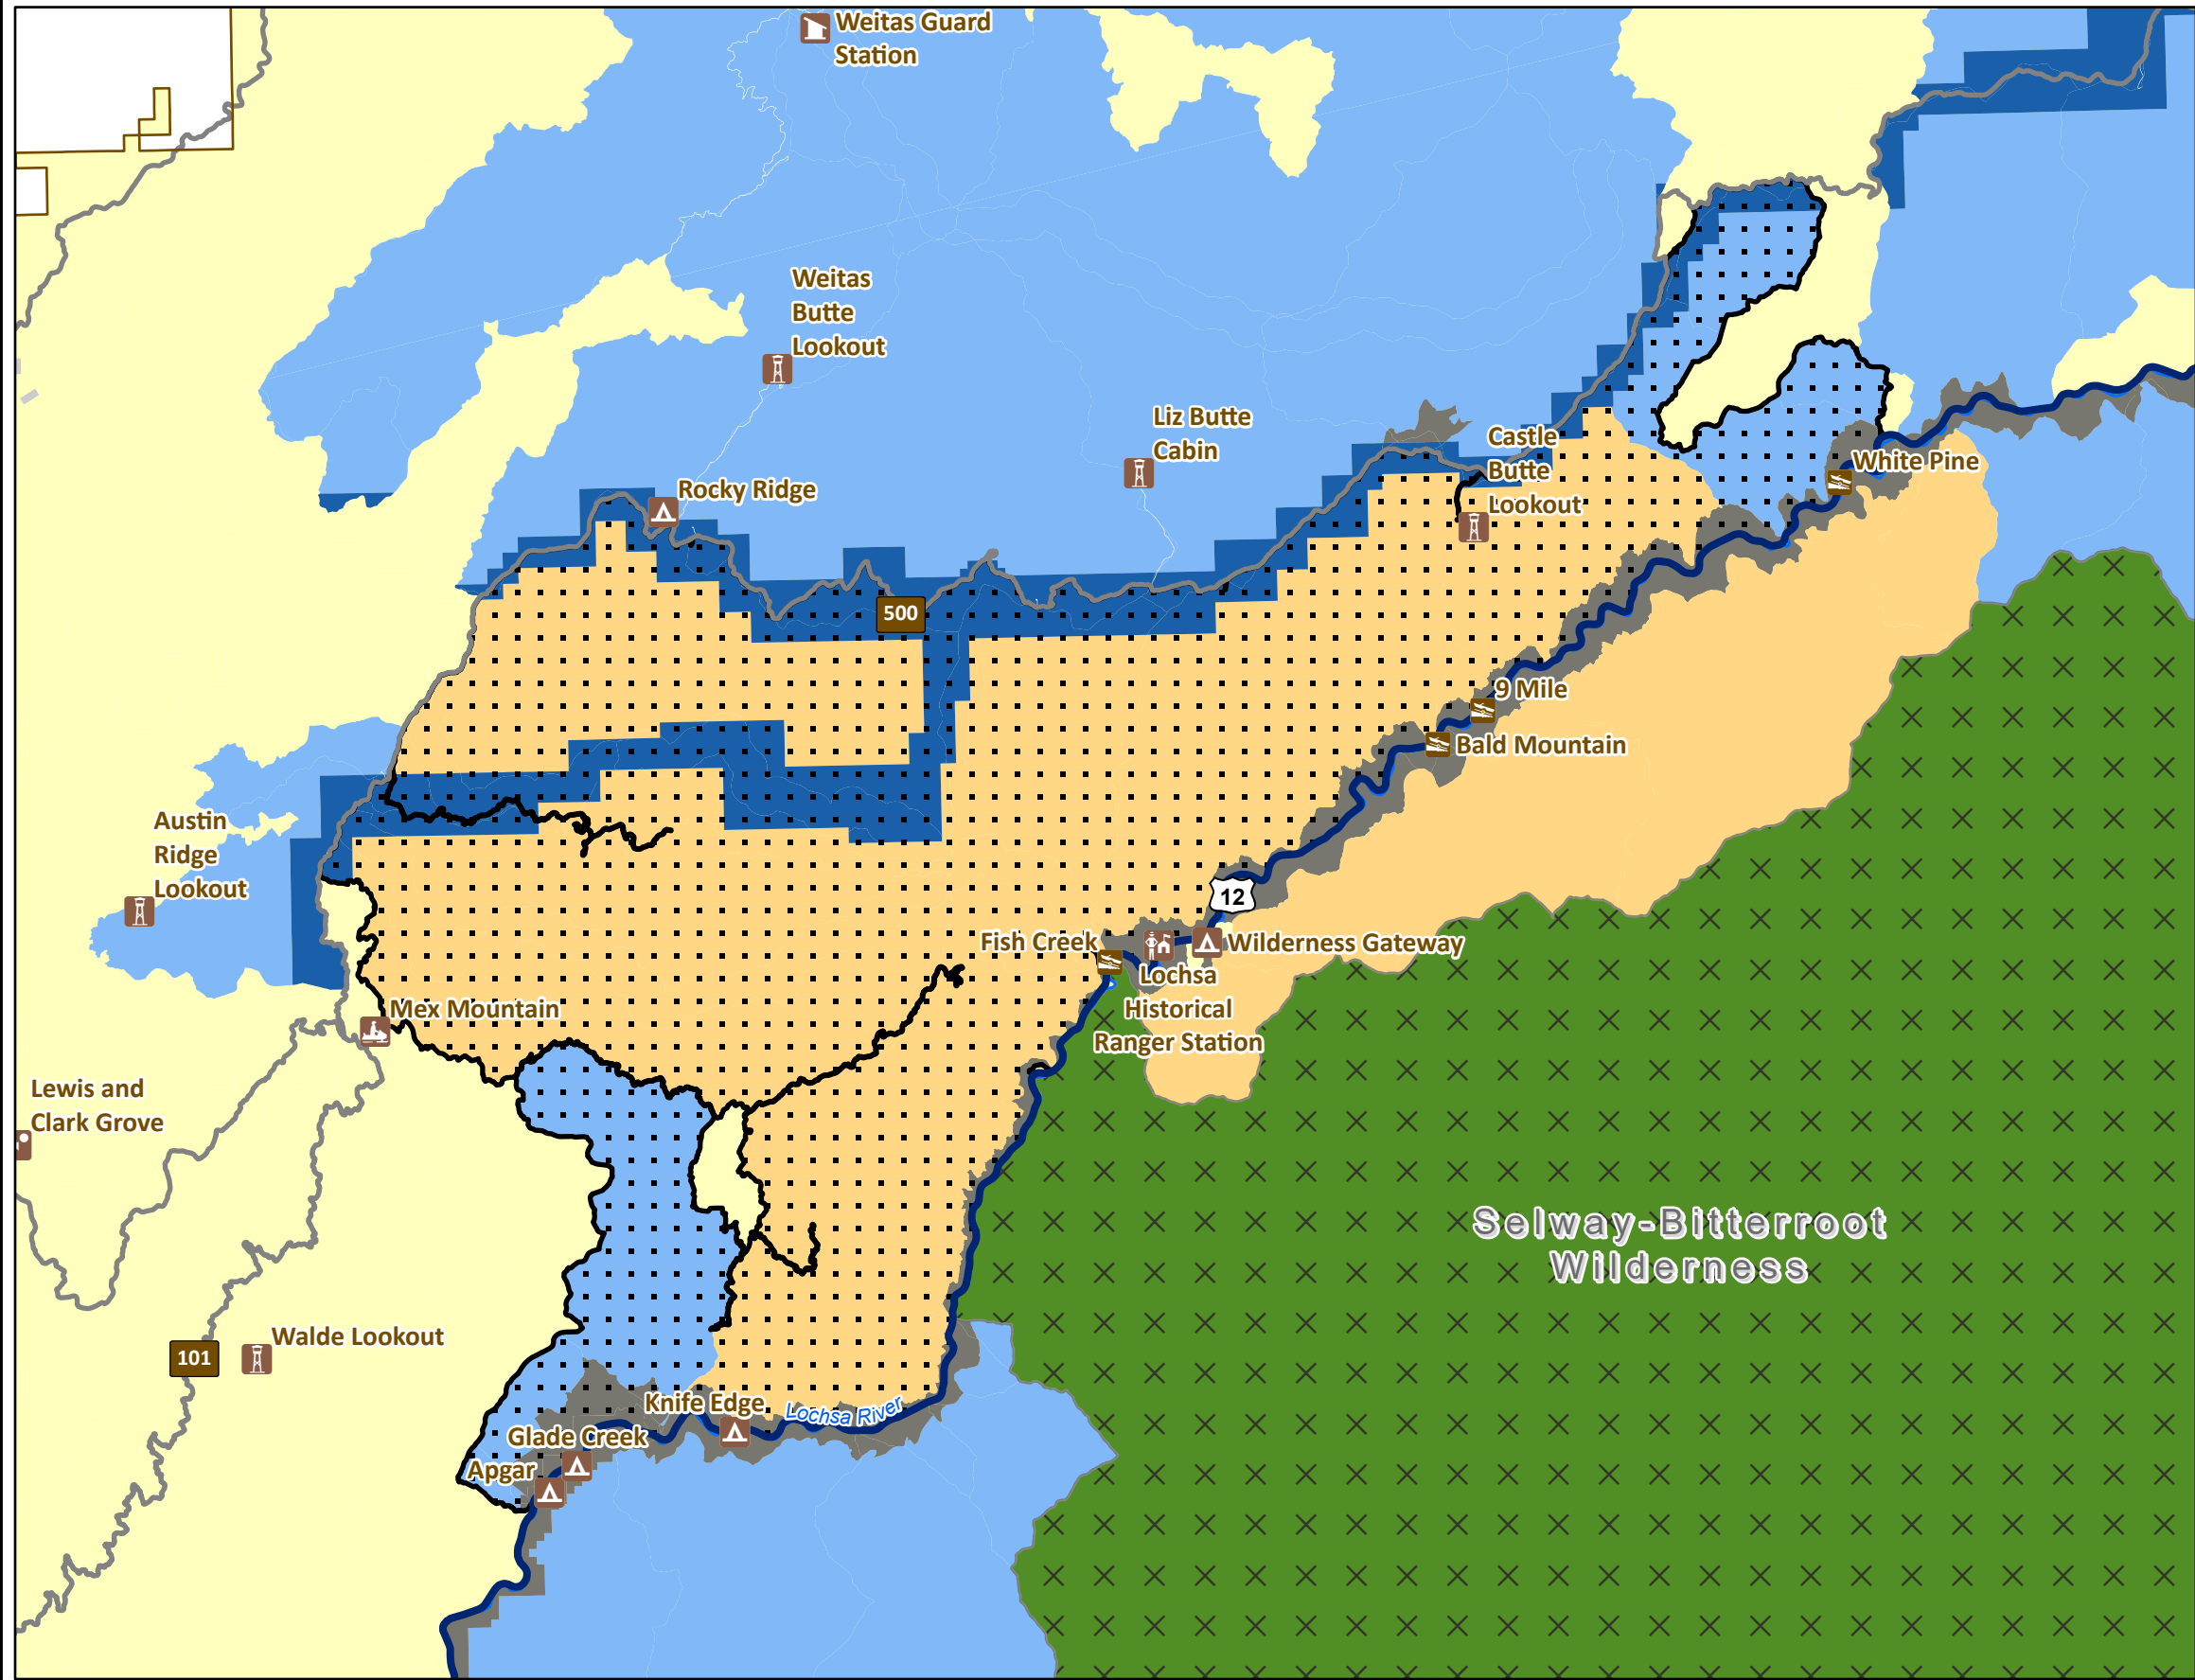 Weitas Guard
Station
Weitas
Butte
Lookout
Liz Butte
Cabin
Castle
Butte
Lookout
White Pine
Rocky Ridge
500
9 Mile
Bald Mountain
Austin
Ridge
Lookout
12
Fish Creek
Wilderness Gateway
Lochsa
Historical
Ranger Station
Mex Mountain
Lewis and
Clark Grove
Selway-Bitterroot
Wilderness
Walde Lookout
101
Knife Edge
Lochsa River
Glade Creek
Apgar